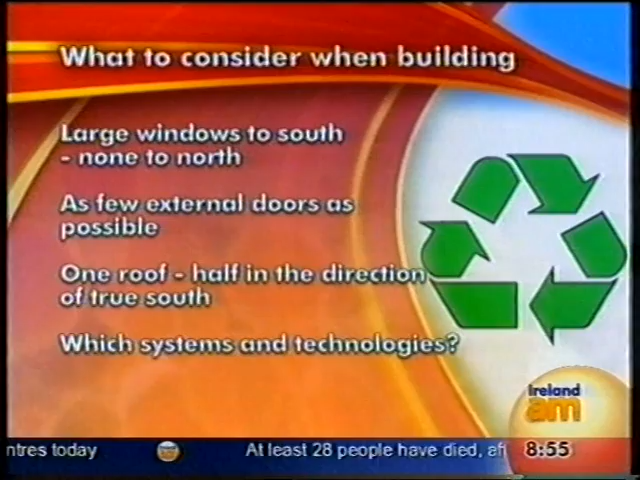 What to consider when building
Large windows to south
- none to north
As few external doors as
possible
One roof - half in the direction
of true south
Which systems and technologies?
Ireland
am
ntres today
At least 28 people have died, af
8:55